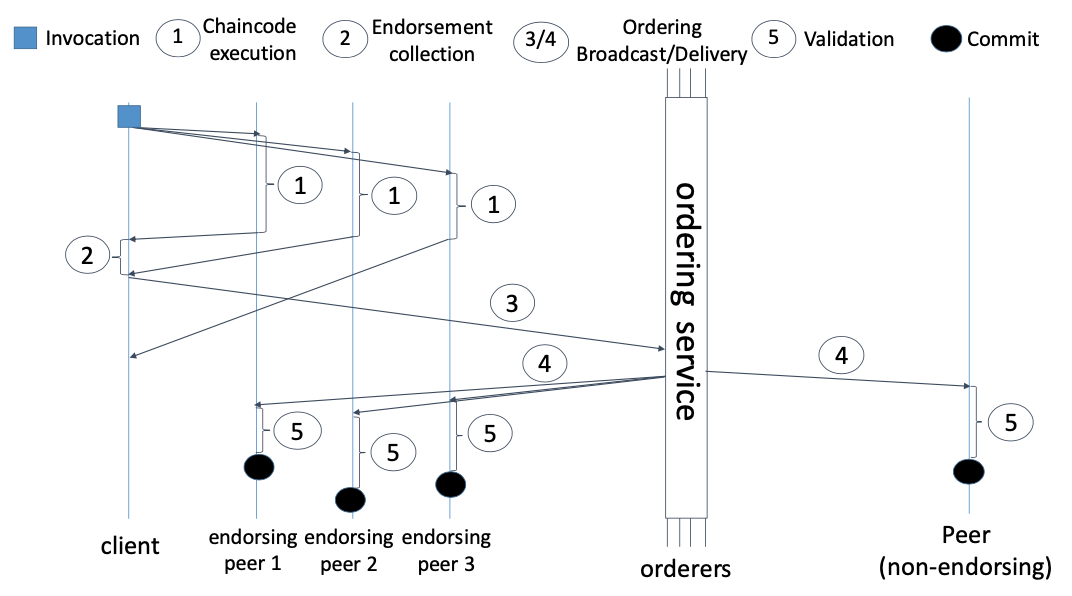 Invocation
1
Chaincode
execution
2
Endorsement
collection
3/4
Ordering
Broadcast/Delivery
5
Validation
Commit
1
1
1
2
3
4
4
5
5
5
5
ordering service
client
endorsing
peer 1
endorsing
peer 2
endorsing
peer 3
orderers
Peer
(non-endorsing)